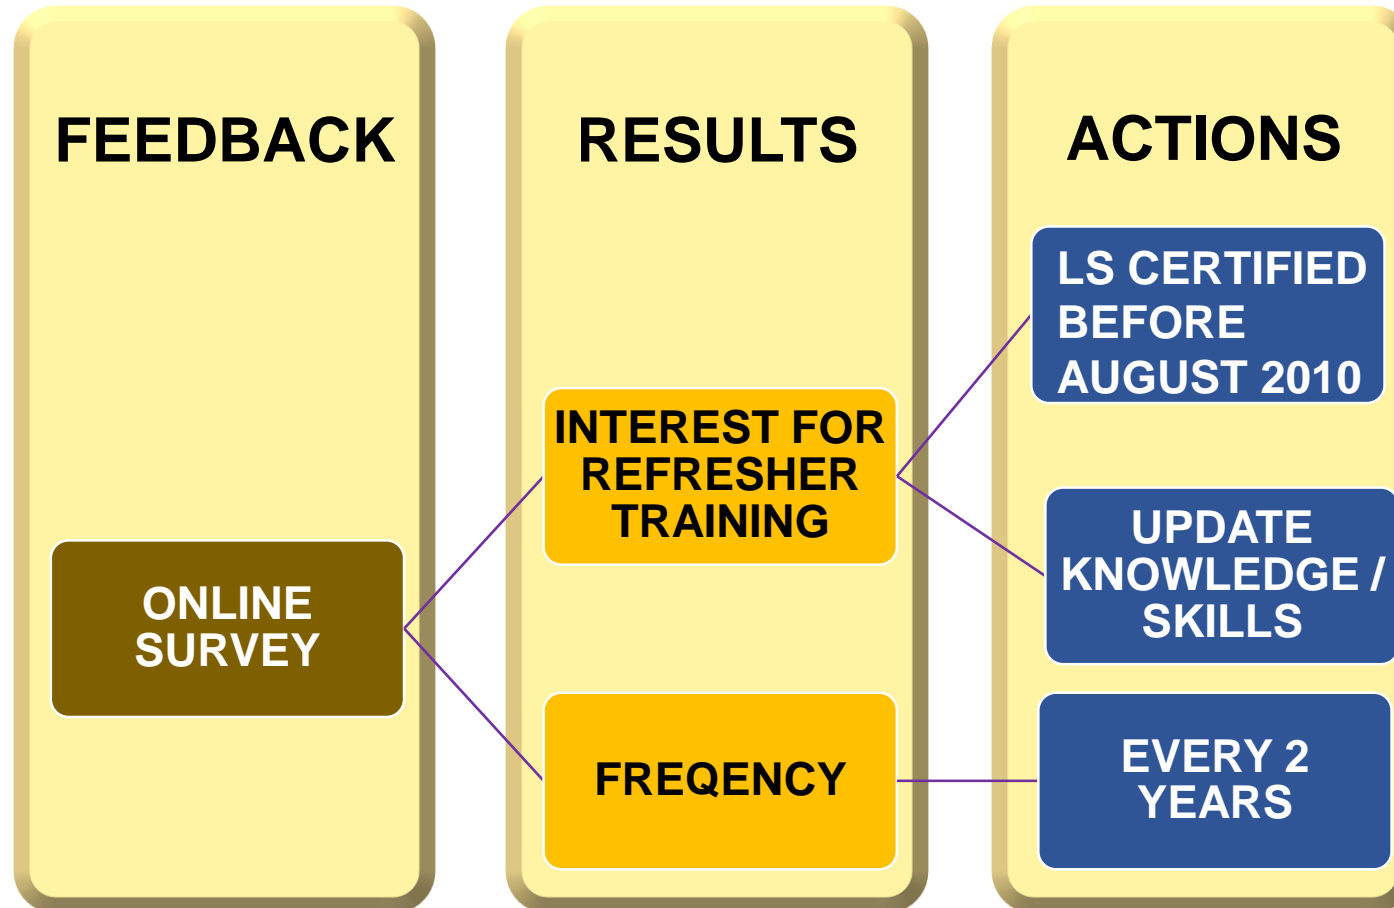 FEEDBACK
RESULTS
ACTIONS
ONLINE
SURVEY
INTEREST FOR
REFRESHER
TRAINING
FREQENCY
LS CERTIFIED
BEFORE
AUGUST 2010
UPDATE
KNOWLEDGE /
SKILLS
EVERY 2
YEARS